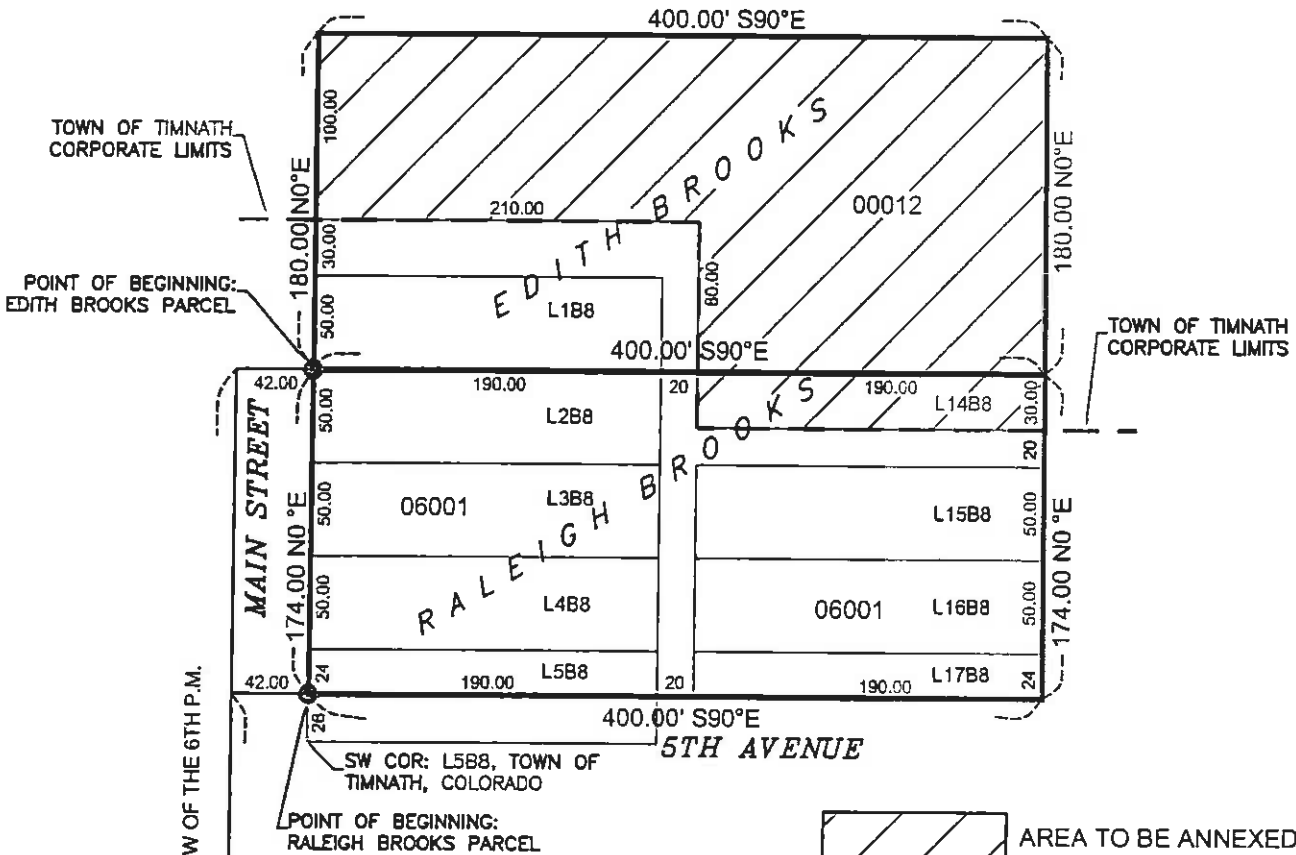 400.00' S90°E
TOWN OF TIMNATH
CORPORATE LIMITS
100.00
180.00 N0°E
EDITH BROOKS
00012
180.00 N0°E
210.00
30.00
80.00
POINT OF BEGINNING:
EDITH BROOKS PARCEL
50.00
L1B8
400.00' S90°E
TOWN OF TIMNATH
CORPORATE LIMITS
42.00
190.00
20
190.00
L14B8
30.00
50.00
L2B8
20
MAIN STREET
174.00 N0°E
50.00
06001
L3B8
RALEIGH BROOKS
L15B8
50.00
174.00 N0°E
50.00
L4B8
06001
L16B8
50.00
24
L5B8
L17B8
24
42.00
190.00
20
190.00
400.00' S90°E
26
5TH AVENUE
SW COR: L5B8, TOWN OF
TIMNATH, COLORADO
W OF THE 6TH P.M.
POINT OF BEGINNING:
RALEIGH BROOKS PARCEL
AREA TO BE ANNEXED